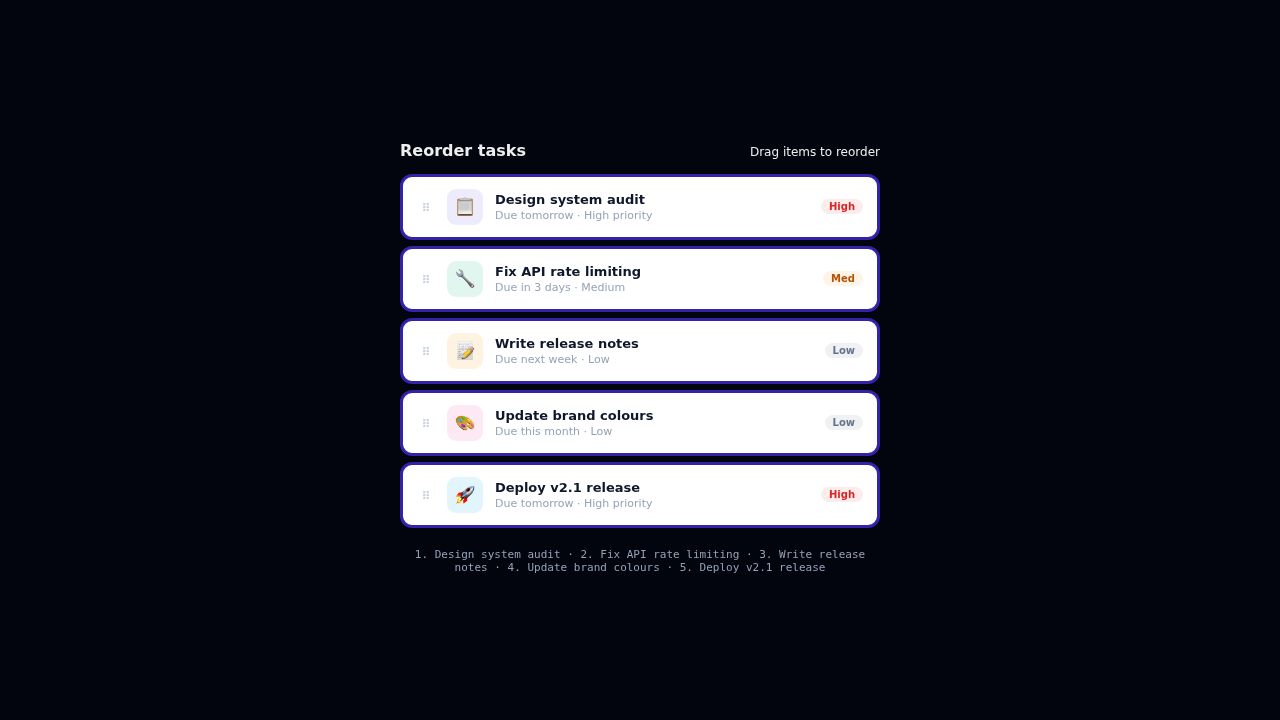 Reorder tasks
Drag items to reorder
Design system audit
Due tomorrow · High priority
High
Fix API rate limiting
Due in 3 days · Medium
Med
Write release notes
Due next week · Low
Low
Update brand colours
Due this month · Low
Low
Deploy v2.1 release
Due tomorrow · High priority
High
1. Design system audit · 2. Fix API rate limiting · 3. Write release
notes · 4. Update brand colours · 5. Deploy v2.1 release